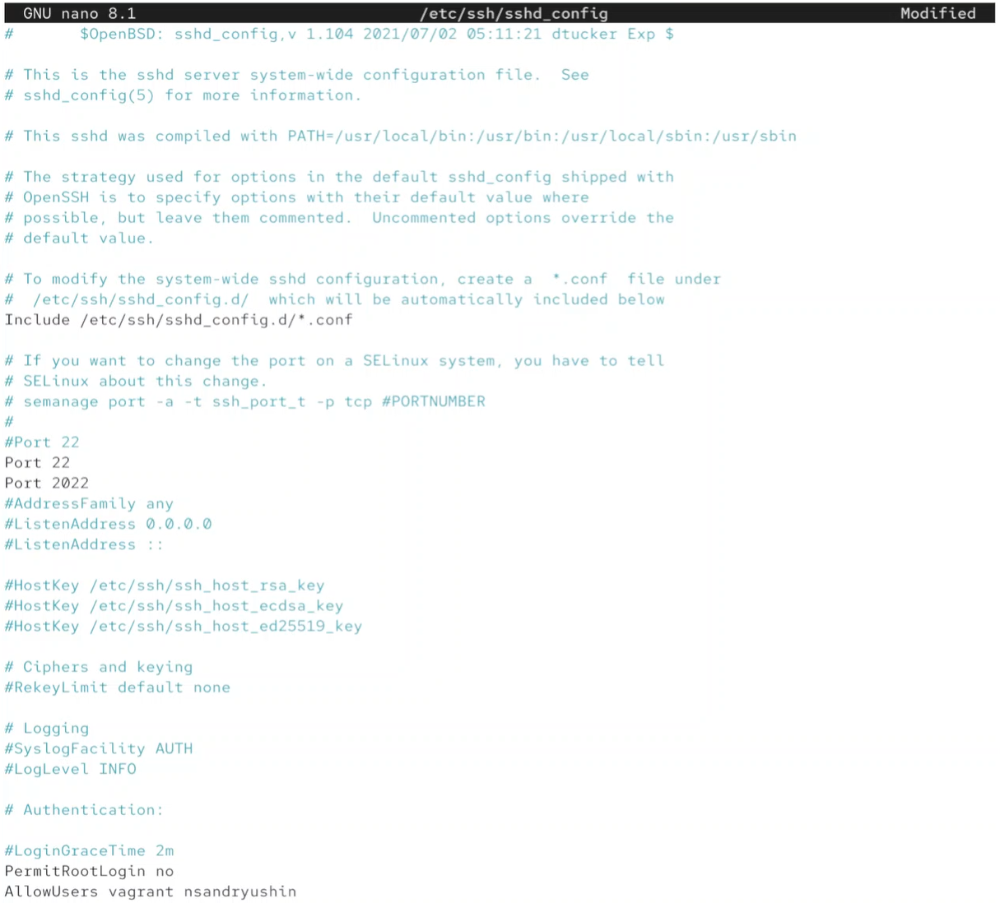 GNU nano 8.1 /etc/ssh/sshd_config Modified
# $OpenBSD: sshd_config,v 1.104 2021/07/02 05:11:21 dtucker Exp $
# This is the sshd server system-wide configuration file. See
# sshd_config(5) for more information.
# This sshd was compiled with PATH=/usr/local/bin:/usr/bin:/usr/local/sbin:/usr/sbin
# The strategy used for options in the default sshd_config shipped with
# OpenSSH is to specify options with their default value where
# possible, but leave them commented. Uncommented options override the
# default value.
# To modify the system-wide sshd configuration, create a *.conf file under
# /etc/ssh/sshd_config.d/ which will be automatically included below
Include /etc/ssh/sshd_config.d/*.conf
# If you want to change the port on a SELinux system, you have to tell
# SELinux about this change.
# semanage port -a -t ssh_port_t -p tcp #PORTNUMBER
#
#Port 22
Port 22
Port 2022
#AddressFamily any
#ListenAddress 0.0.0.0
#ListenAddress ::
#HostKey /etc/ssh/ssh_host_rsa_key
#HostKey /etc/ssh/ssh_host_ecdsa_key
#HostKey /etc/ssh/ssh_host_ed25519_key
# Ciphers and keying
#RekeyLimit default none
# Logging
#SyslogFacility AUTH
#LogLevel INFO
# Authentication:
#LoginGraceTime 2m
PermitRootLogin no
AllowUsers vagrant nsandryushin